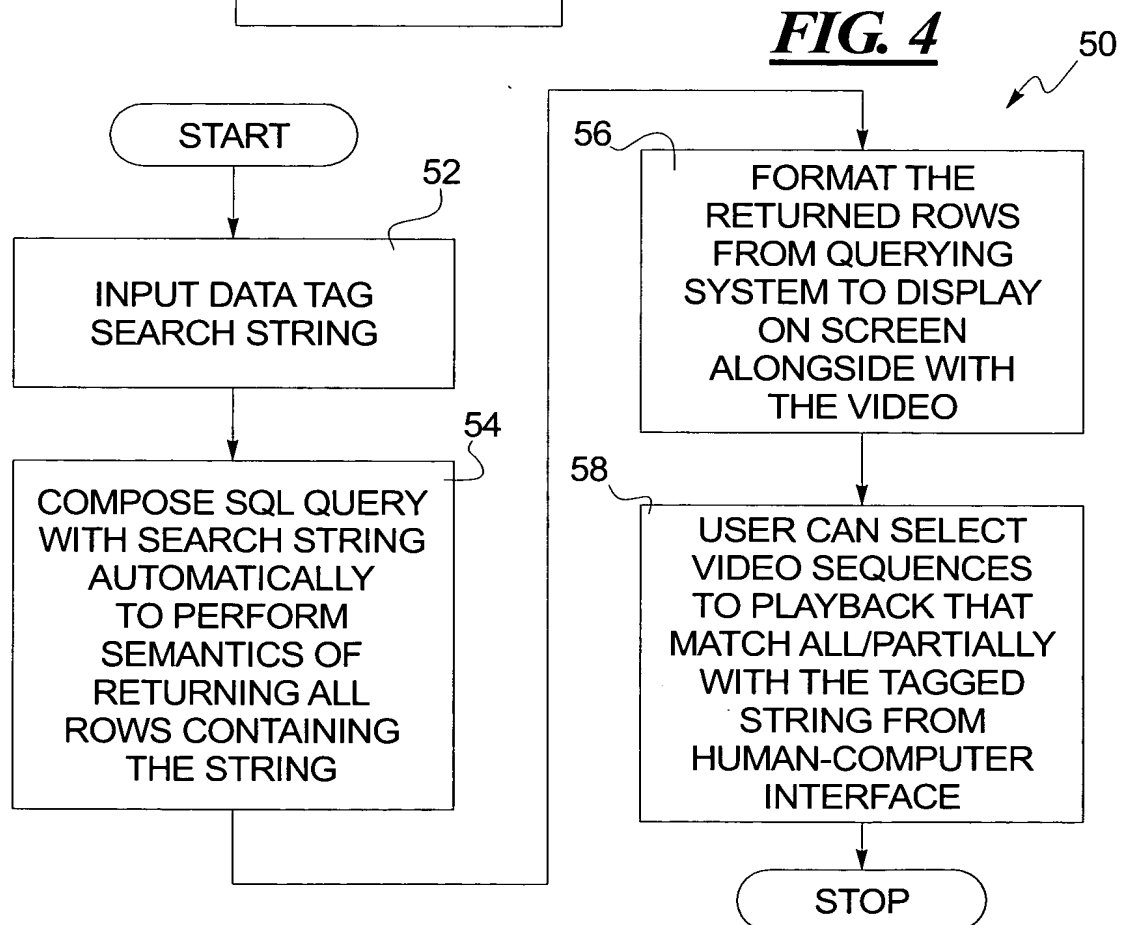 FIG. 4
50
START
52
INPUT DATA TAG
SEARCH STRING
54
COMPOSE SQL QUERY
WITH SEARCH STRING
AUTOMATICALLY
TO PERFORM
SEMANTICS OF
RETURNING ALL
ROWS CONTAINING
THE STRING
56
FORMAT THE
RETURNED ROWS
FROM QUERYING
SYSTEM TO DISPLAY
ON SCREEN
ALONGSIDE WITH
THE VIDEO
58
USER CAN SELECT
VIDEO SEQUENCES
TO PLAYBACK THAT
MATCH ALL/PARTIALLY
WITH THE TAGGED
STRING FROM
HUMAN-COMPUTER
INTERFACE
STOP